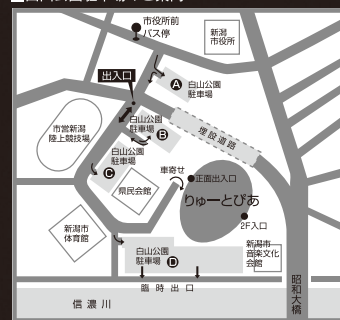 市役所前
バス停
新潟
市役所
出入口
A
白山公園
駐車場
白山公園
駐車場
B
埋設道路
市営新潟
陸上競技場
白山公園
駐車場
C
車寄せ
正面出入口
県民会館
りゅーとぴあ
2F入口
新潟市
体育館
白山公園
駐車場
D
新潟市
音楽文化
会館
臨時出口
昭和大橋
信濃川